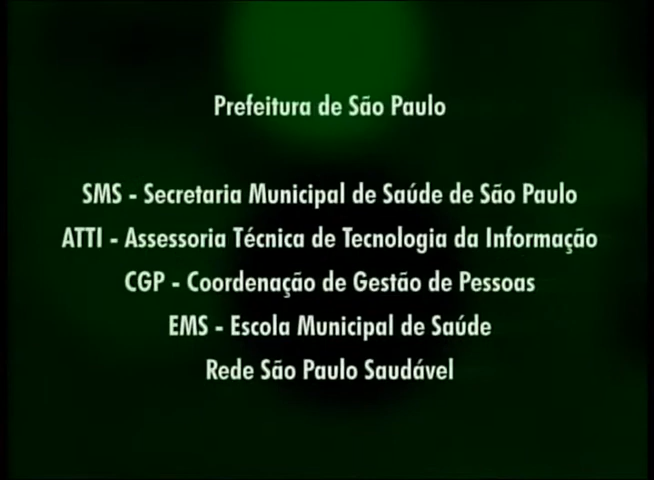 Prefeitura de São Paulo
SMS - Secretaria Municipal de Saúde de São Paulo
ATTI - Assessoria Técnica de Tecnologia da Informação
CGP - Coordenação de Gestão de Pessoas
EMS - Escola Municipal de Saúde
Rede São Paulo Saudável